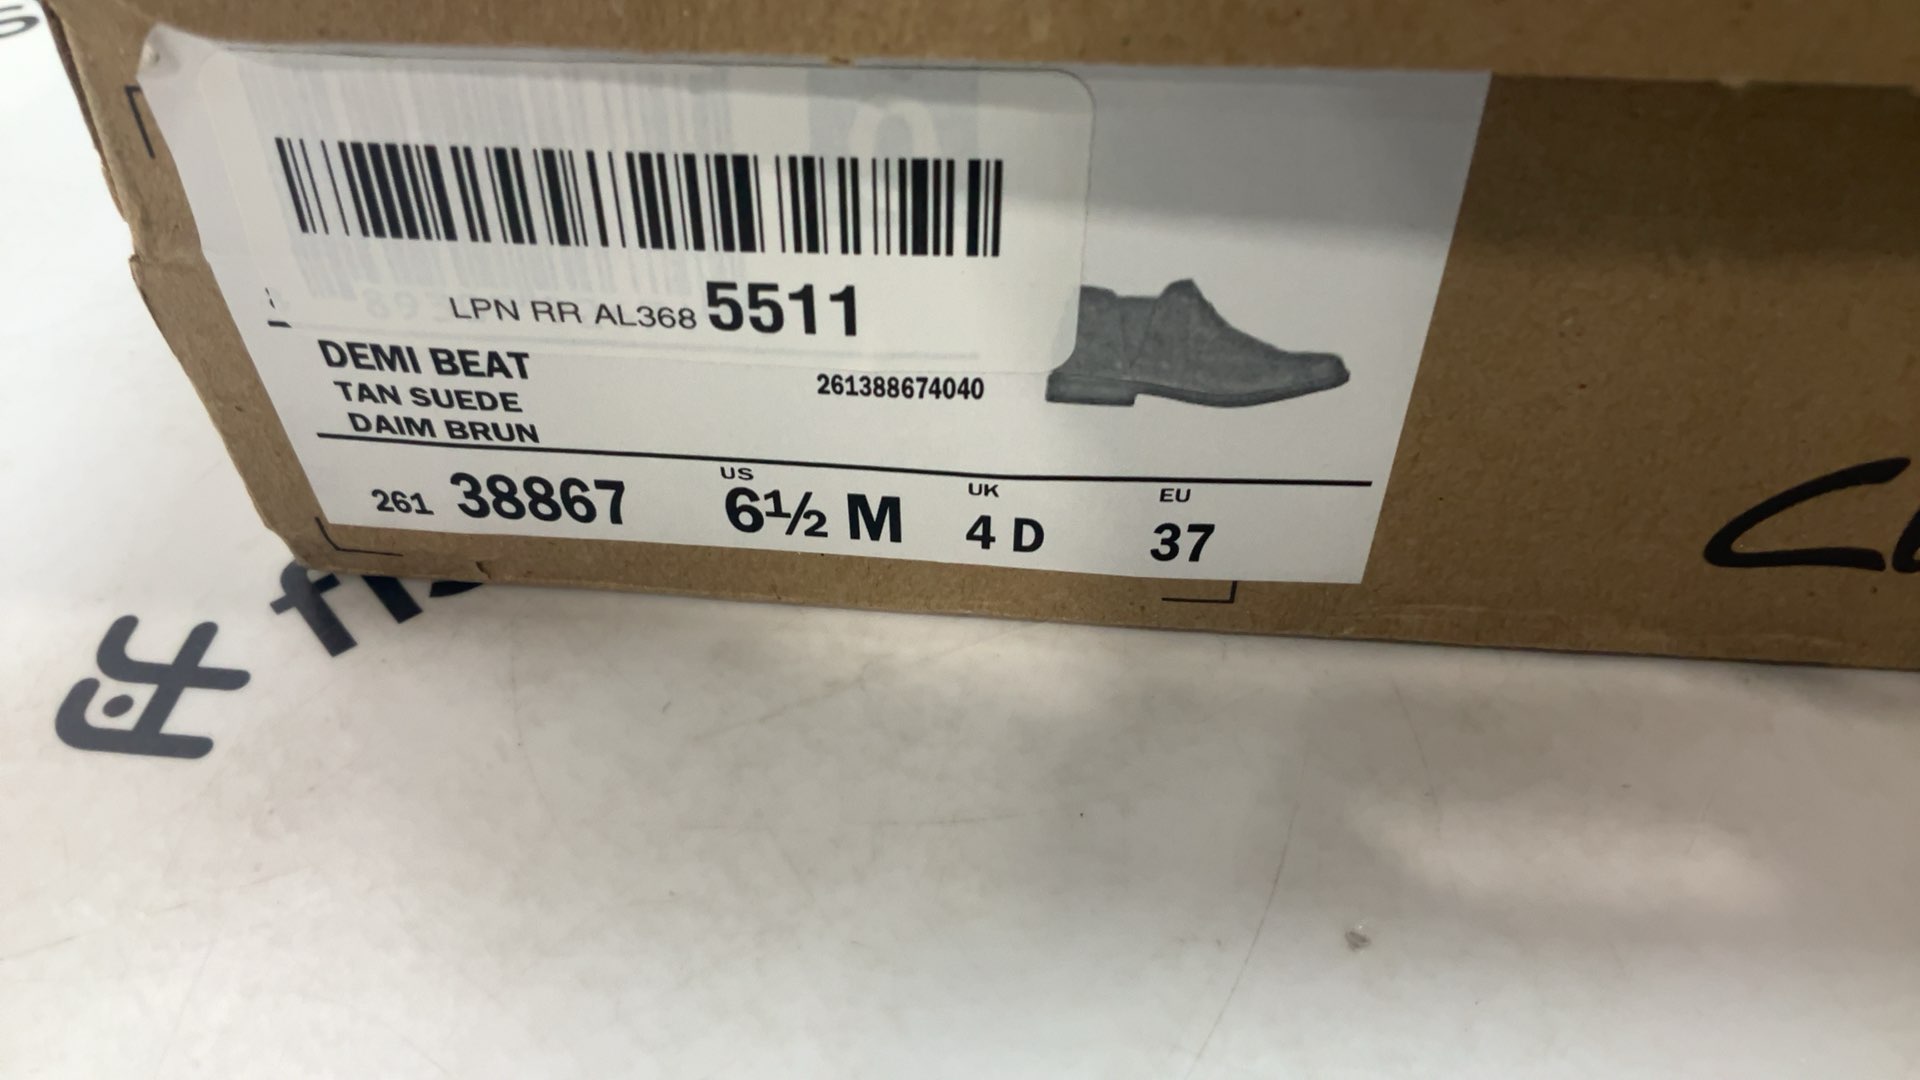 LPN RR AL368 5511
DEMI BEAT
TAN SUEDE
DAIM BRUN
261388674040
261 38867
US
6½ M
UK
4 D
EU
37